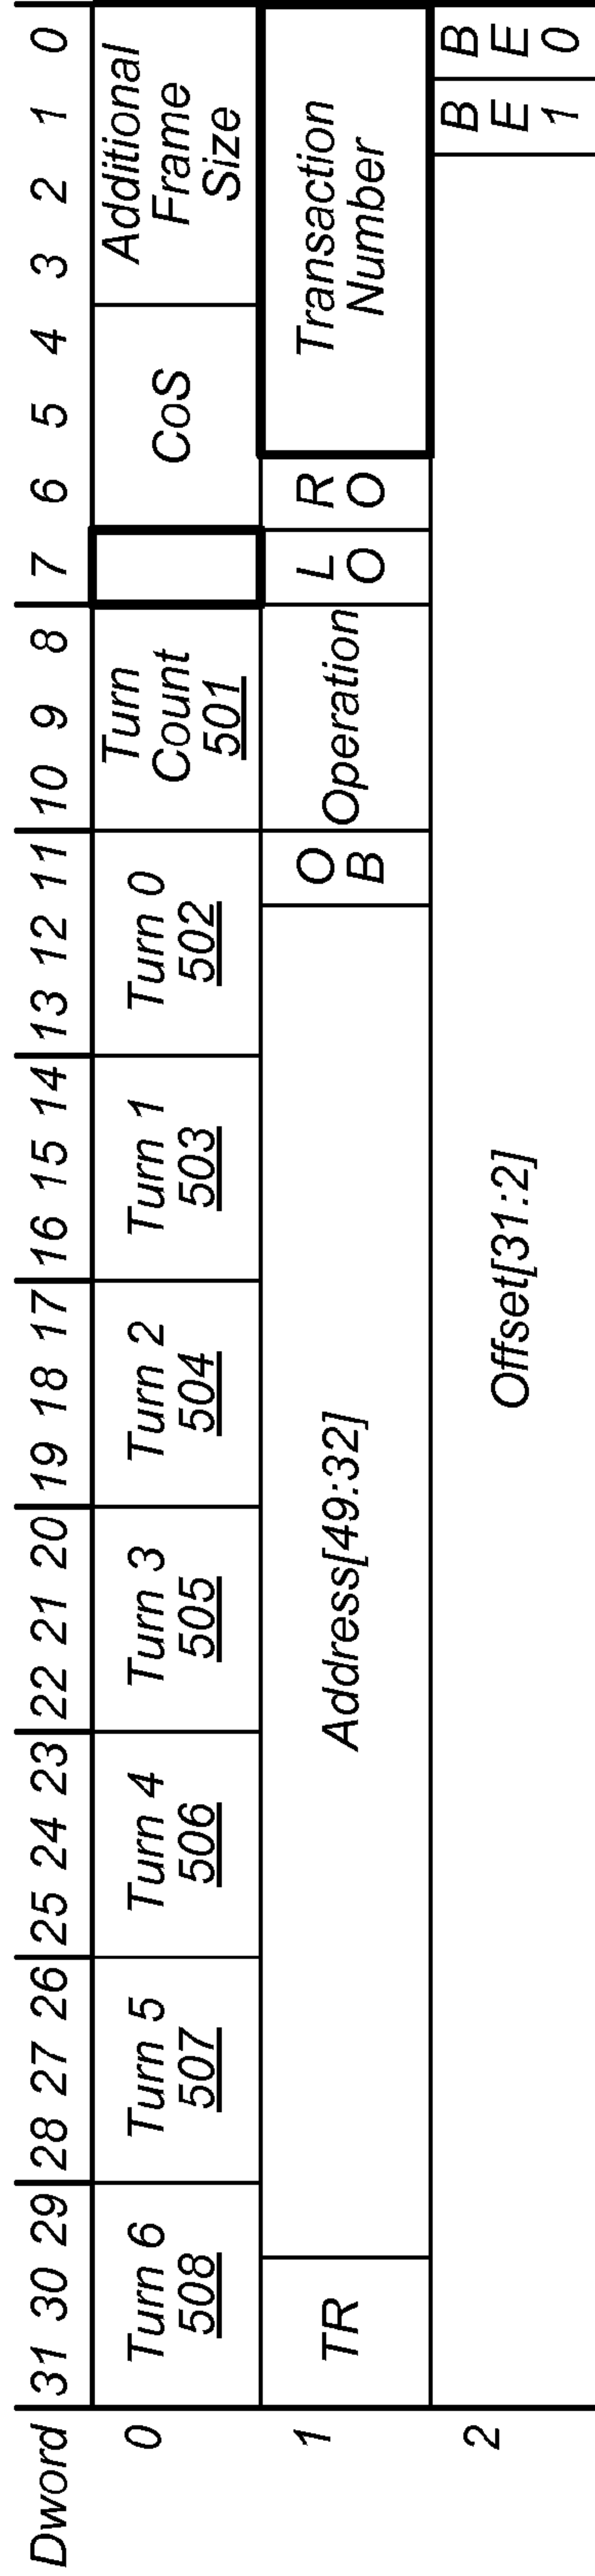 Dword 31 30 29 28 27 26 25 24 23 22 21 20 19 18 17 16 15 14 13 12 11 10 9 8 7 6 5 4 3 2 1 0
0
Turn 6
508
Turn 5
507
Turn 4
506
Turn 3
505
Turn 2
504
Turn 1
503
Turn 0
502
Turn
Count
501
CoS
Additional
Frame
Size
1
TR
Address[49:32]
O
B
Operation
L
O
R
O
Transaction
Number
2
Offset[31:2]
B
E
1
B
E
0